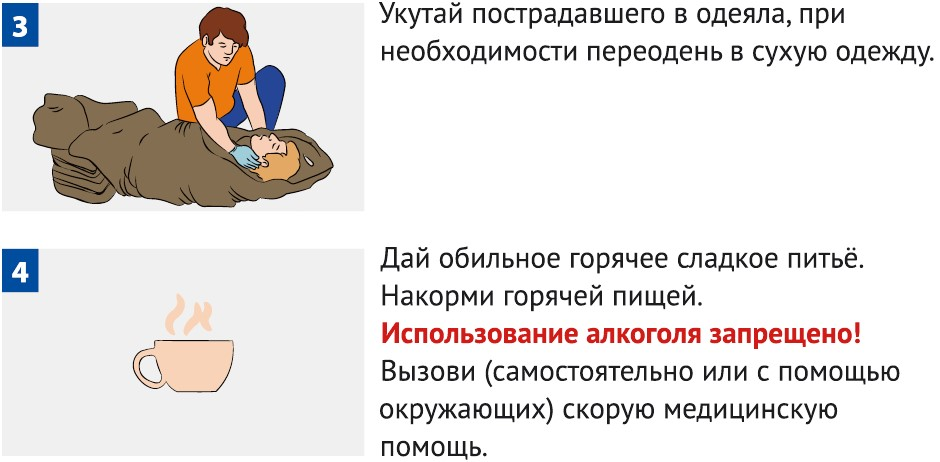 3
Укутай пострадавшего в одеяла, при
необходимости переодень в сухую одежду.
4
Дай обильное горячее сладкое питьё.
Накорми горячей пищей.
Использование алкоголя запрещено!
Вызови (самостоятельно или с помощью
окружающих) скорую медицинскую
помощь.